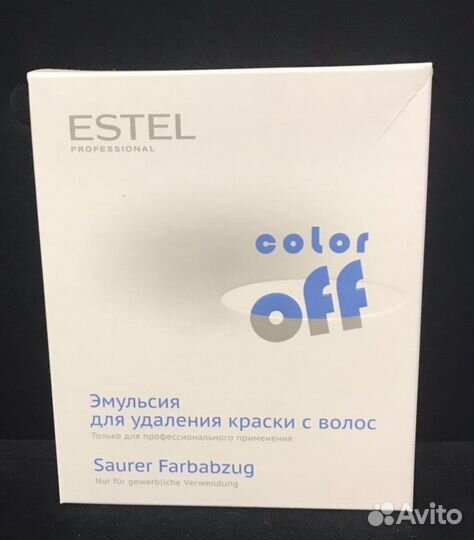 ESTEL
PROFESSIONAL
color
off
Эмульсия
для удаления краски с волос
Только для профессионального применения
Saurer Farbabzug
Nur für gewerbliche Verwendung
Avito